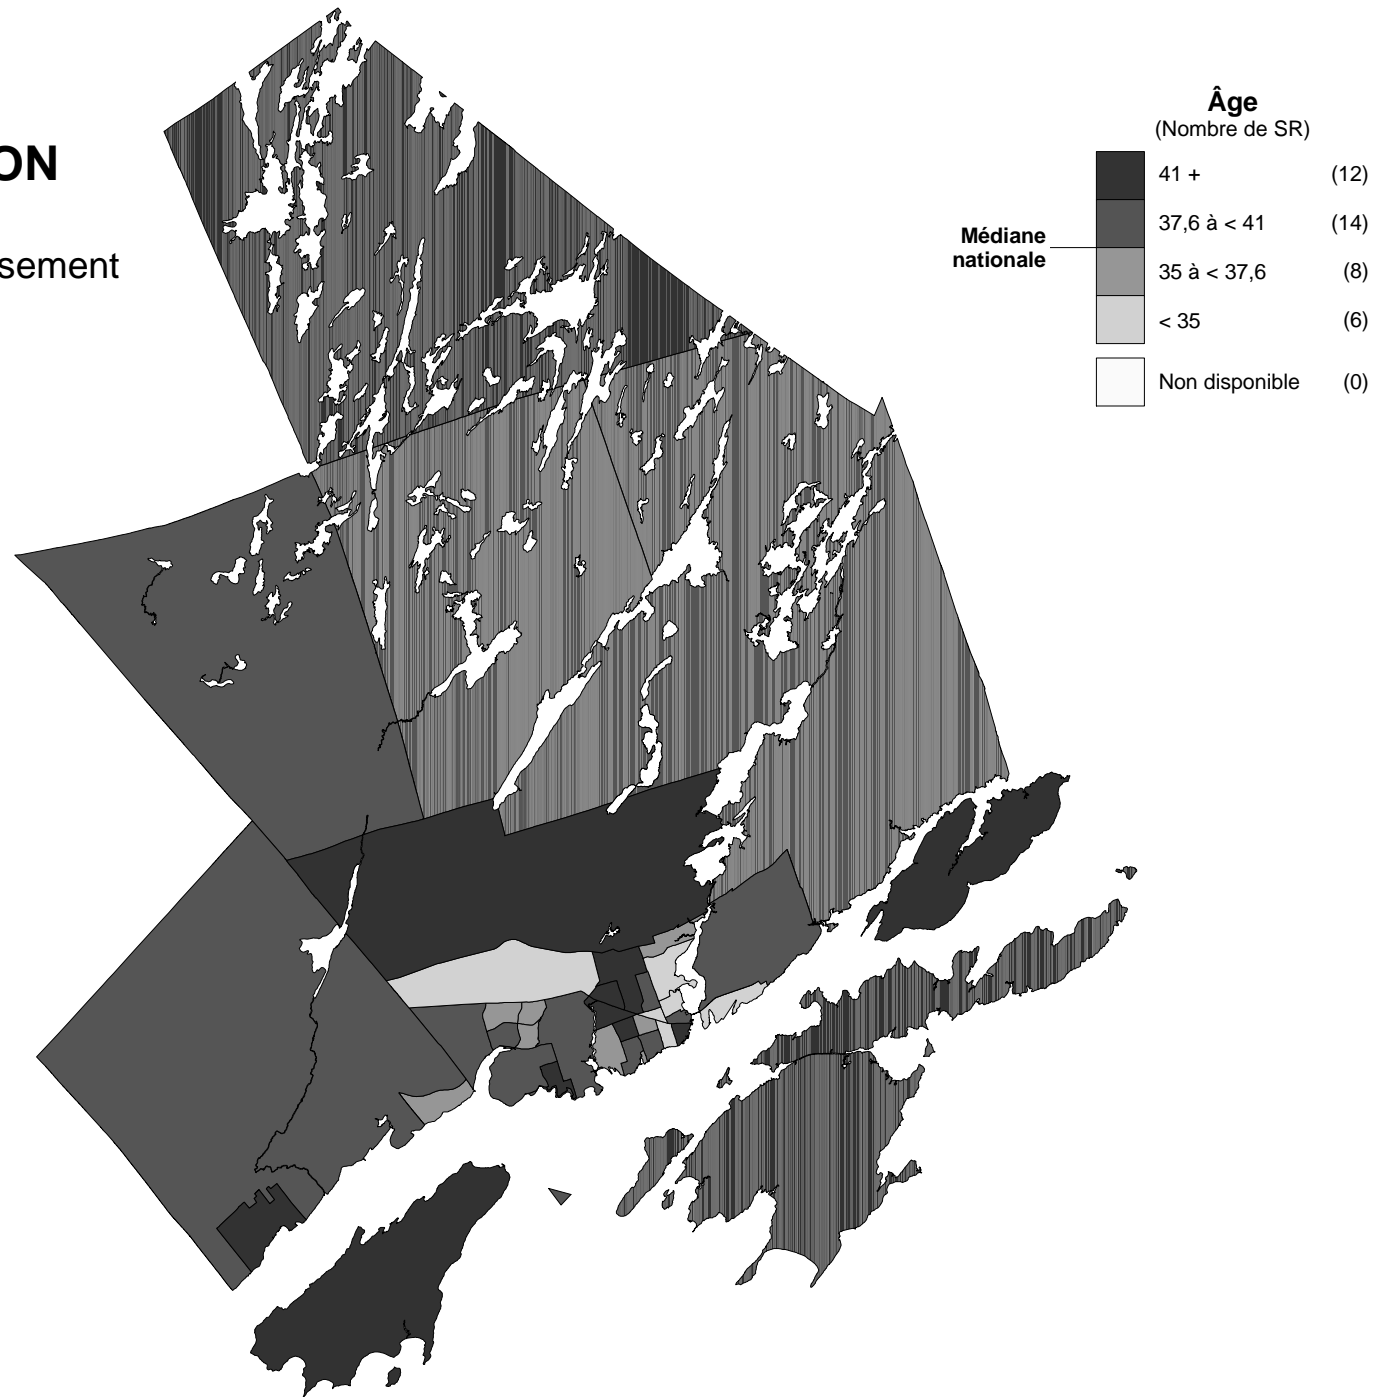 ON
sement
Âge
(Nombre de SR)
41 + (12)
37,6 à < 41 (14)
Médiane
nationale
35 à < 37,6 (8)
< 35 (6)
Non disponible (0)